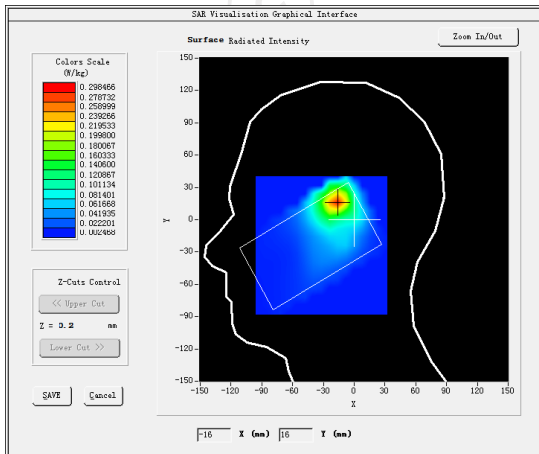 SAR Visualisation Graphical Interface
Surface Radiated Intensity
Zoom In/Out
Colors Scale
(W/kg)
0.298466
0.278732
0.258999
0.239266
0.219533
0.199800
0.180067
0.160333
0.140600
0.120867
0.101134
0.081401
0.061668
0.041935
0.022201
0.002468
Z-Cuts Control
<< Upper Cut
Z = 0.2 mm
Lower Cut >>
SAVE Cancel
150
120
90
60
30
0
-30
-60
-90
-120
-150
Y
-150 -120 -90 -60 -30 0 30 60 90 120 150
X
-16 X (mm) 16 Y (mm)